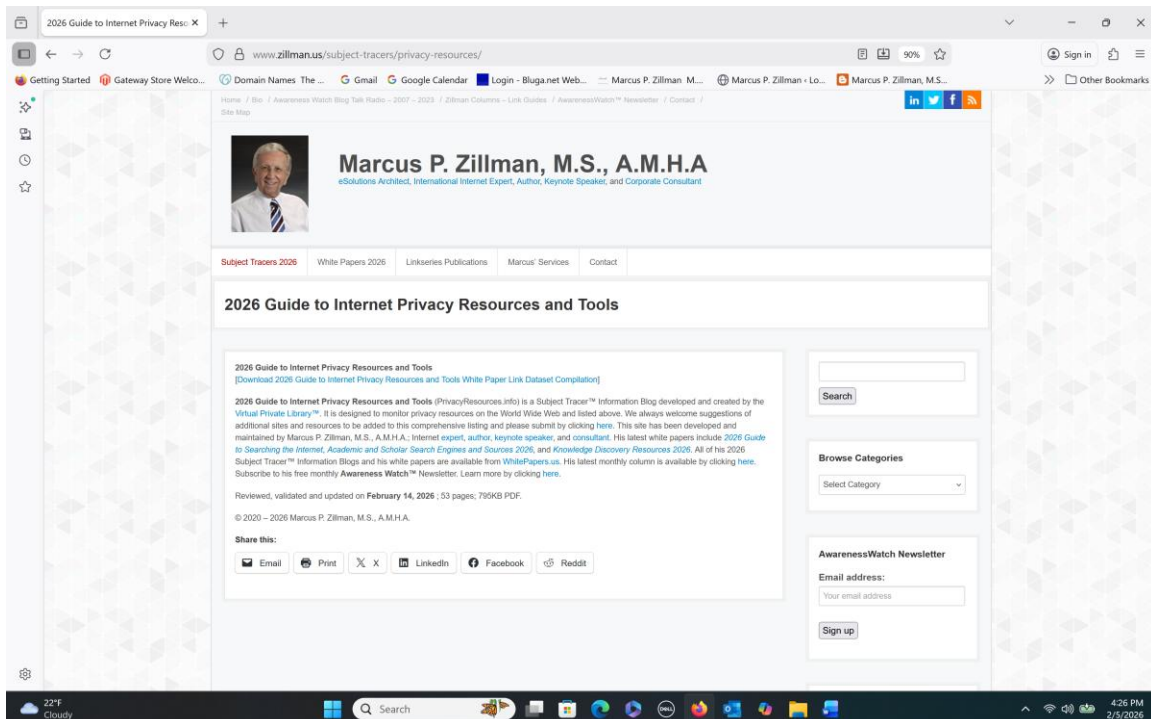 2026 Guide to Internet Privacy Reso
www.zillman.us/subject-tracers/privacy-resources/
90%
Sign in
Getting Started
Gateway Store Welco...
Domain Names The ...
Gmail
Google Calendar
Login - Bluga.net Web...
Marcus P. Zillman M....
Marcus P. Zillman ‹ Lo...
Marcus P. Zillman, M.S...
Other Bookmarks
Home / Bio / Awareness Watch Blog Talk Radio – 2007 – 2023 / Zillman Columns – Link Guides / AwarenessWatch™ Newsletter / Contact /
Site Map
Marcus P. Zillman, M.S., A.M.H.A
eSolutions Architect, International Internet Expert, Author, Keynote Speaker, and Corporate Consultant
Subject Tracers 2026
White Papers 2026
Linkseries Publications
Marcus' Services
Contact
2026 Guide to Internet Privacy Resources and Tools
2026 Guide to Internet Privacy Resources and Tools
[Download 2026 Guide to Internet Privacy Resources and Tools White Paper Link Dataset Compilation]
2026 Guide to Internet Privacy Resources and Tools (PrivacyResources.info) is a Subject Tracer™ Information Blog developed and created by the
Virtual Private Library™. It is designed to monitor privacy resources on the World Wide Web and listed above. We always welcome suggestions of
additional sites and resources to be added to this comprehensive listing and please submit by clicking here. This site has been developed and
maintained by Marcus P. Zillman, M.S., A.M.H.A.; Internet expert, author, keynote speaker, and consultant. His latest white papers include 2026 Guide
to Searching the Internet, Academic and Scholar Search Engines and Sources 2026, and Knowledge Discovery Resources 2026. All of his 2026
Subject Tracer™ Information Blogs and his white papers are available from WhitePapers.us. His latest monthly column is available by clicking here.
Subscribe to his free monthly Awareness Watch™ Newsletter. Learn more by clicking here.
Reviewed, validated and updated on February 14, 2026 ; 53 pages; 795KB PDF.
© 2020 – 2026 Marcus P. Zillman, M.S., A.M.H.A.
Share this:
Email
Print
X
LinkedIn
Facebook
Reddit
Search
Browse Categories
Select Category
AwarenessWatch Newsletter
Email address:
Your email address
Sign up
22°F
Cloudy
Search
4:26 PM
2/5/2026